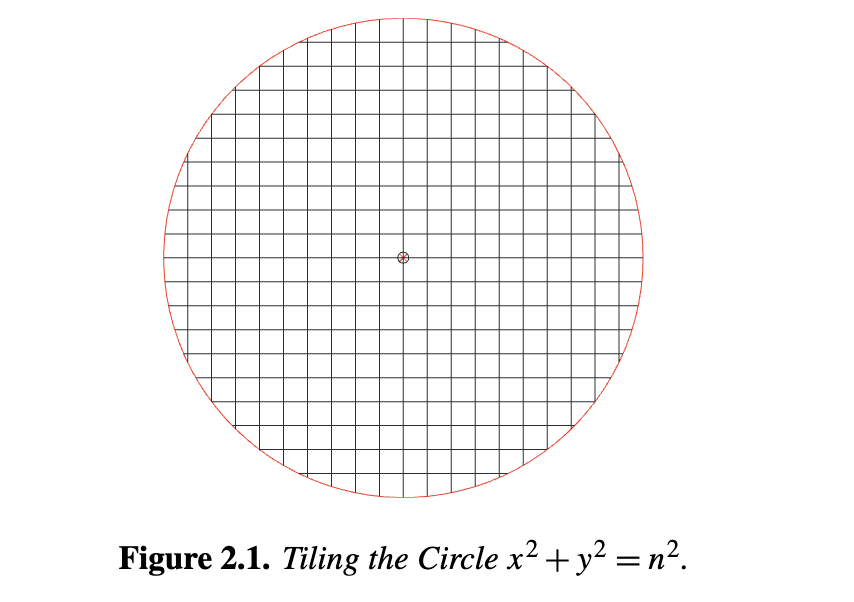 Figure 2.1. Tiling the Circle x² + y² = n².